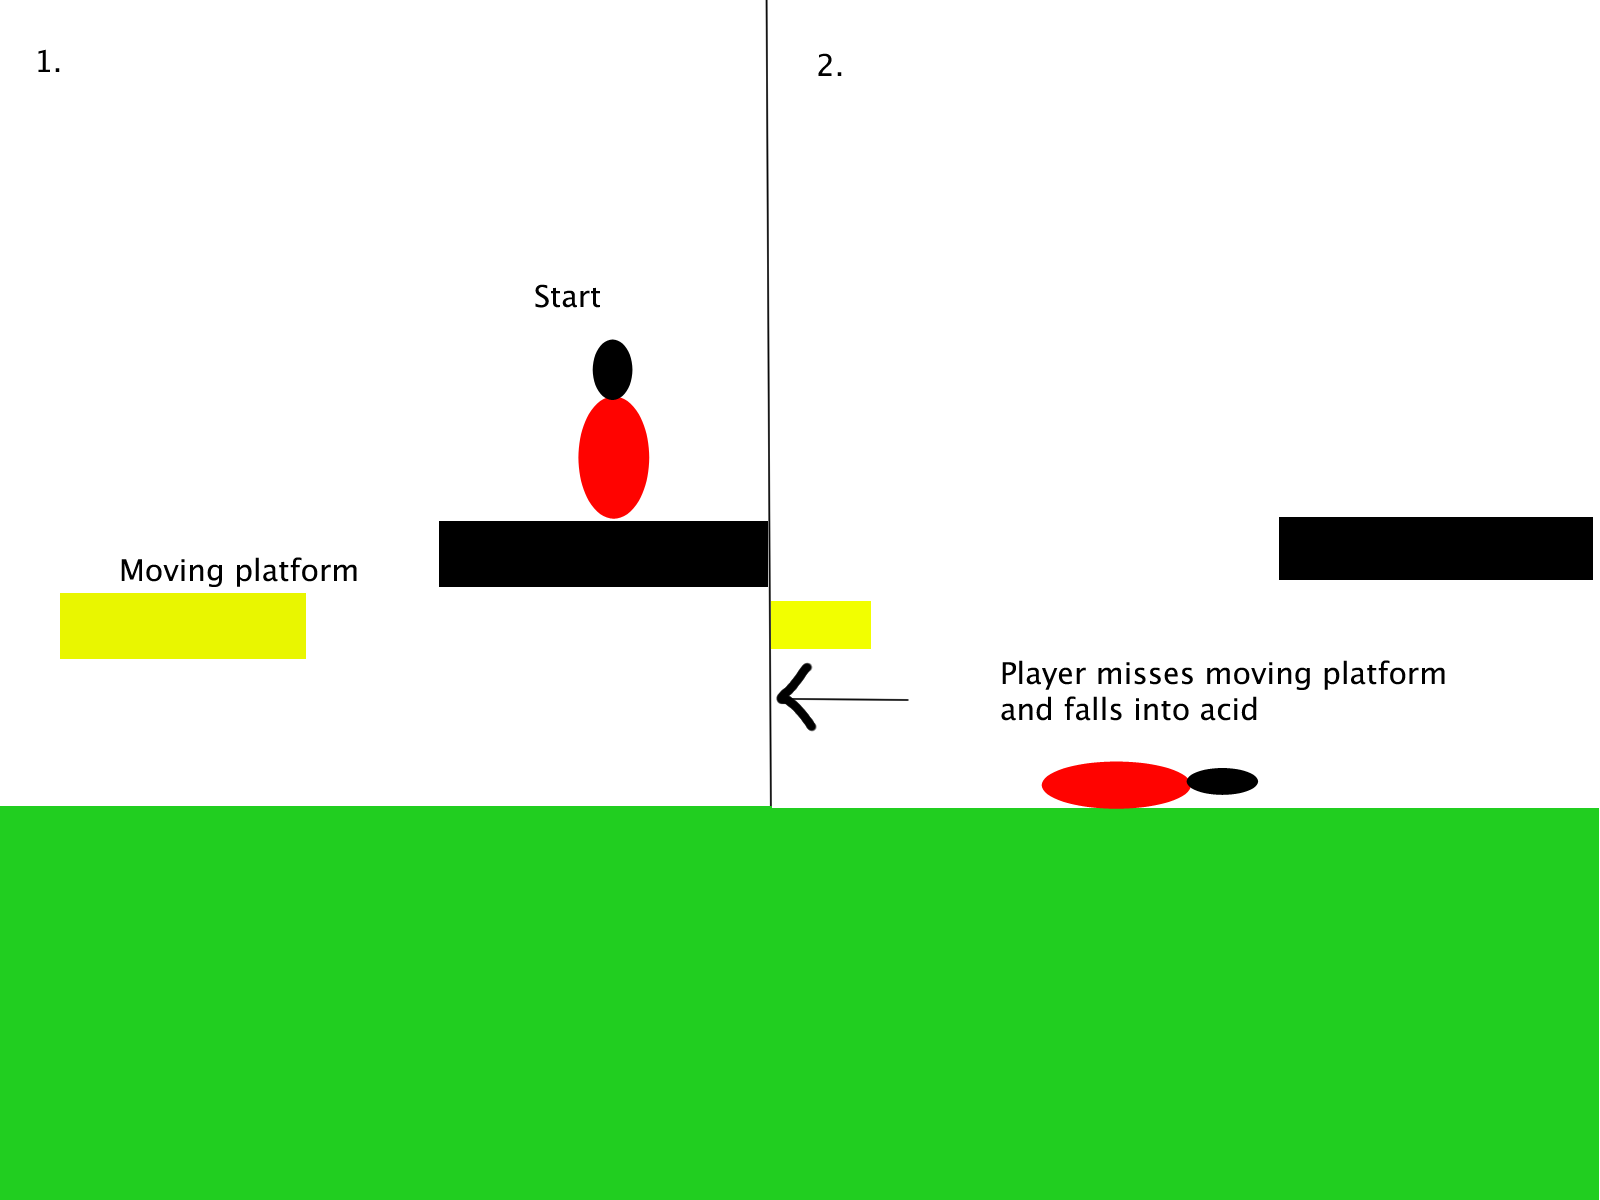 1.
Start
Moving platform
2.
Player misses moving platform
and falls into acid